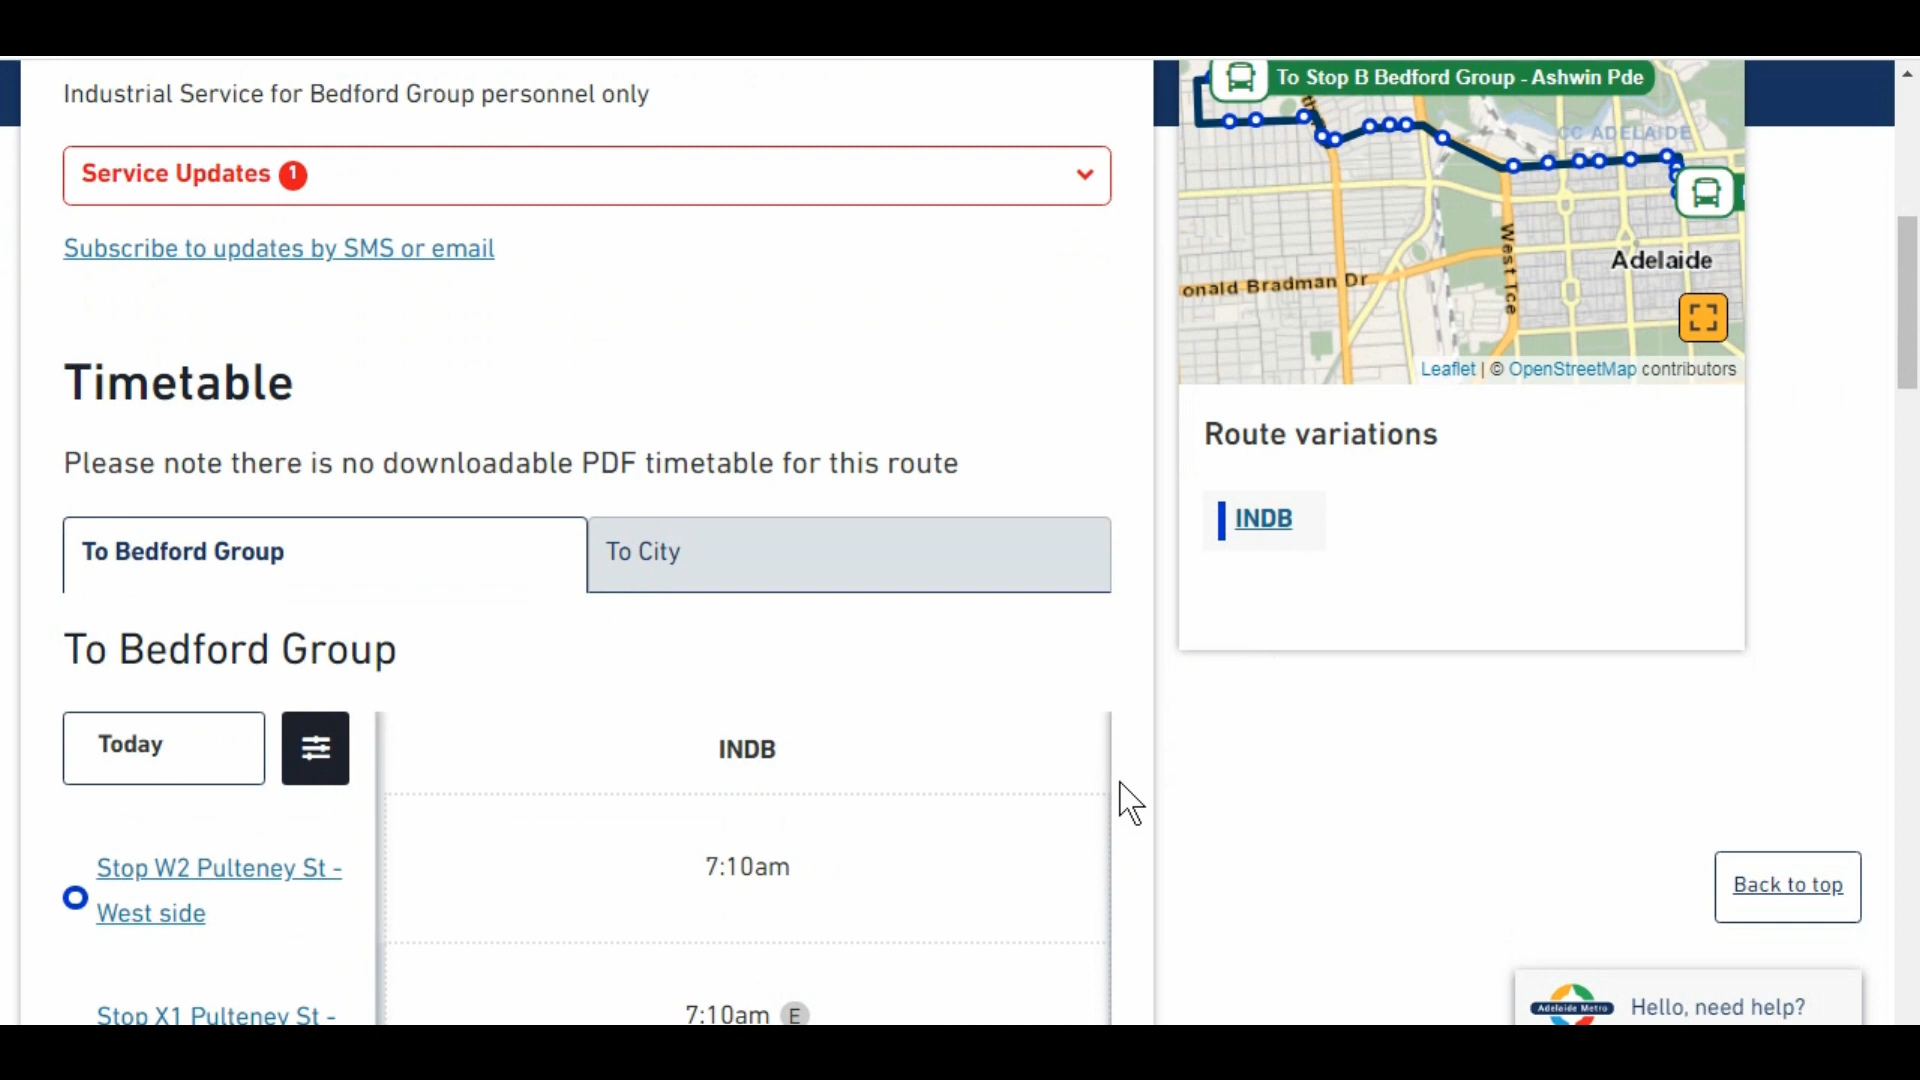 Industrial Service for Bedford Group personnel only
Service Updates 1
Subscribe to updates by SMS or email
Timetable
Please note there is no downloadable PDF timetable for this route
To Bedford Group
To City
To Bedford Group
Today
INDB
Stop W2 Pulteney St -
West side
7:10am
Stop X1 Pulteney St -
7:10am E
To Stop B Bedford Group - Ashwin Pde
CC ADELAIDE
West Tce
Adelaide
onald Bradman Dr
Leaflet | © OpenStreetMap contributors
Route variations
INDB
Back to top
Adelaide Metro
Hello, need help?